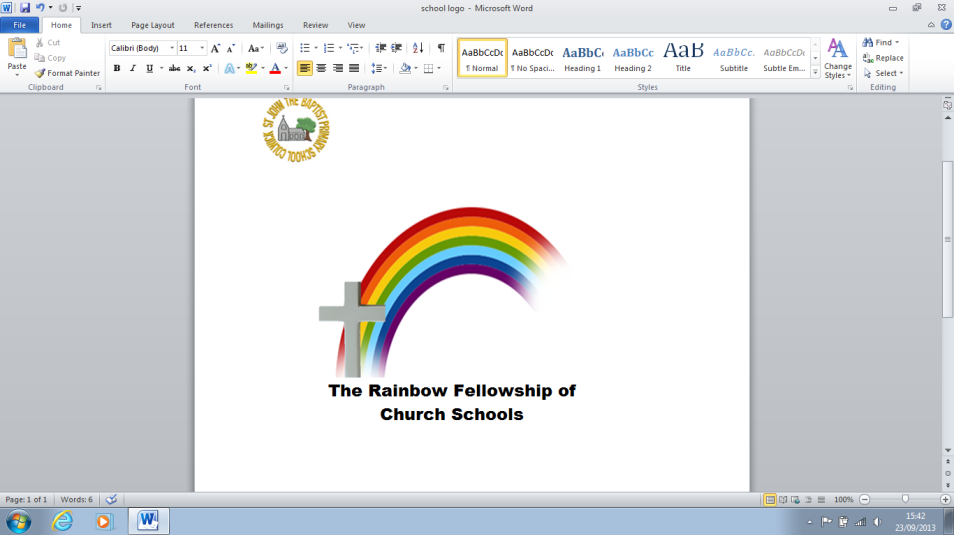 school logo - Microsoft Word
File Home Insert Page Layout References Mailings Review View
Paste
Cut
Copy
Format Painter
Clipboard
Calibri (Body) 11
Font
Paragraph
AaBbCcDc AaBbCcDc AaBbCc AaBbCc AaB AaBbCc. AaBbCcDc
¶ Normal ¶ No Spaci... Heading 1 Heading 2 Title Subtitle Subtle Em...
Change
Styles
Styles
Find
Replace
Select
Editing
ST JOHN THE BAPTIST PRIMARY SCHOOL COLWICK
The Rainbow Fellowship of
Church Schools
Page: 1 of 1 Words: 6
100%
15:42
23/09/2013